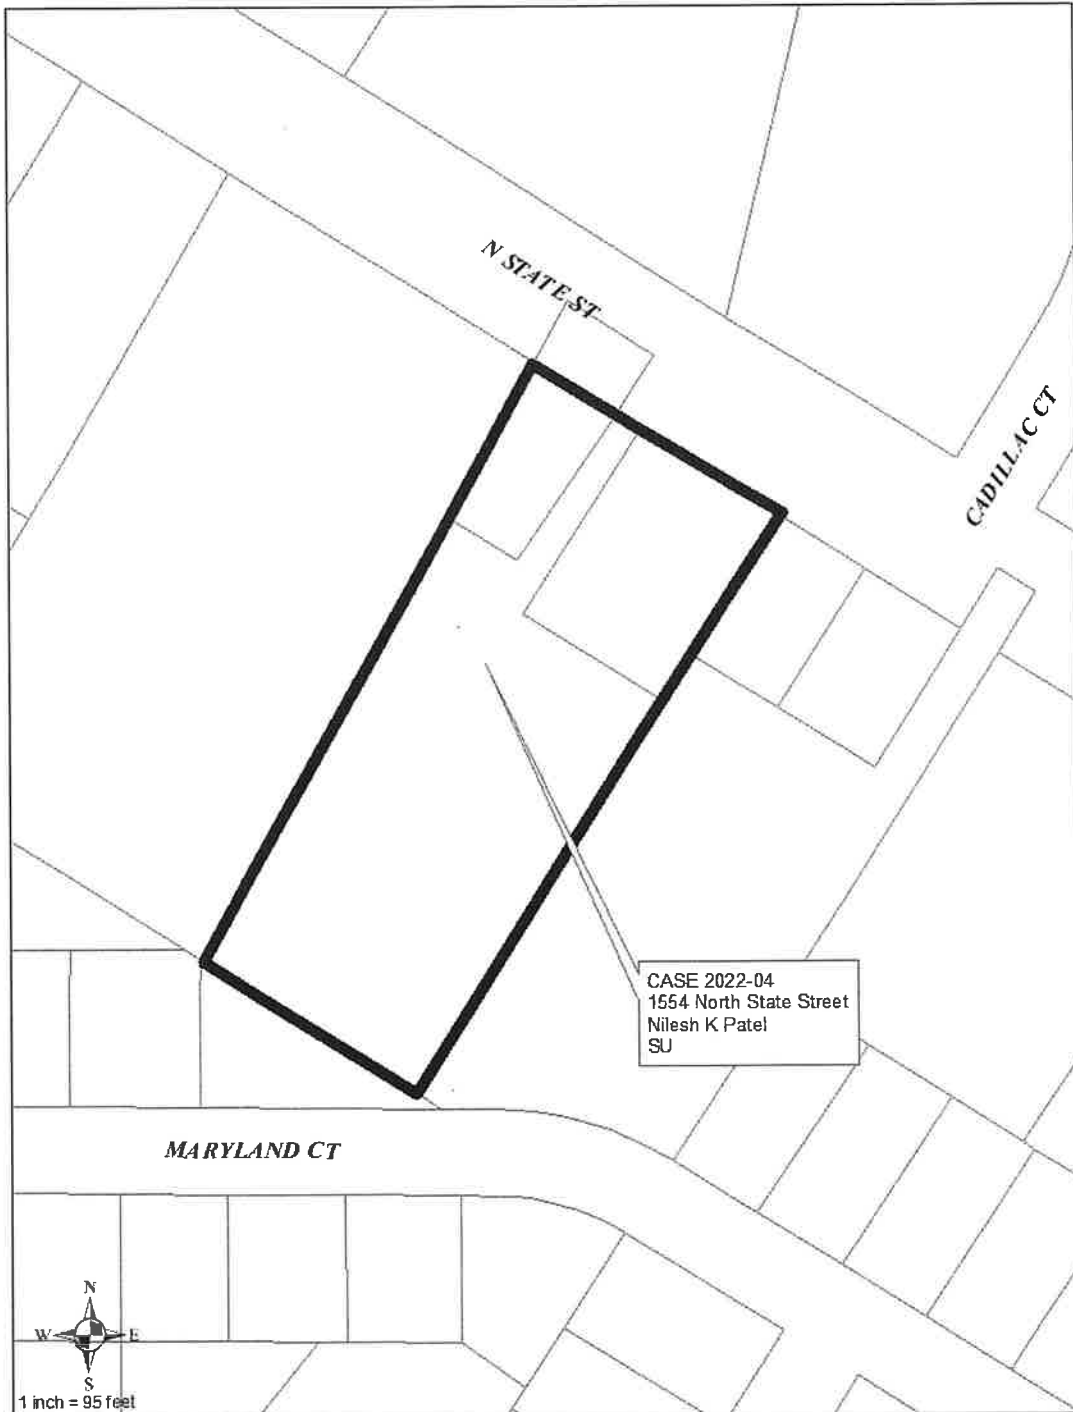 N STATE ST
CADILLAC CT
CASE 2022-04
1554 North State Street
Nilesh K Patel
SU
MARYLAND CT
N
W E
S
1 inch = 95 feet